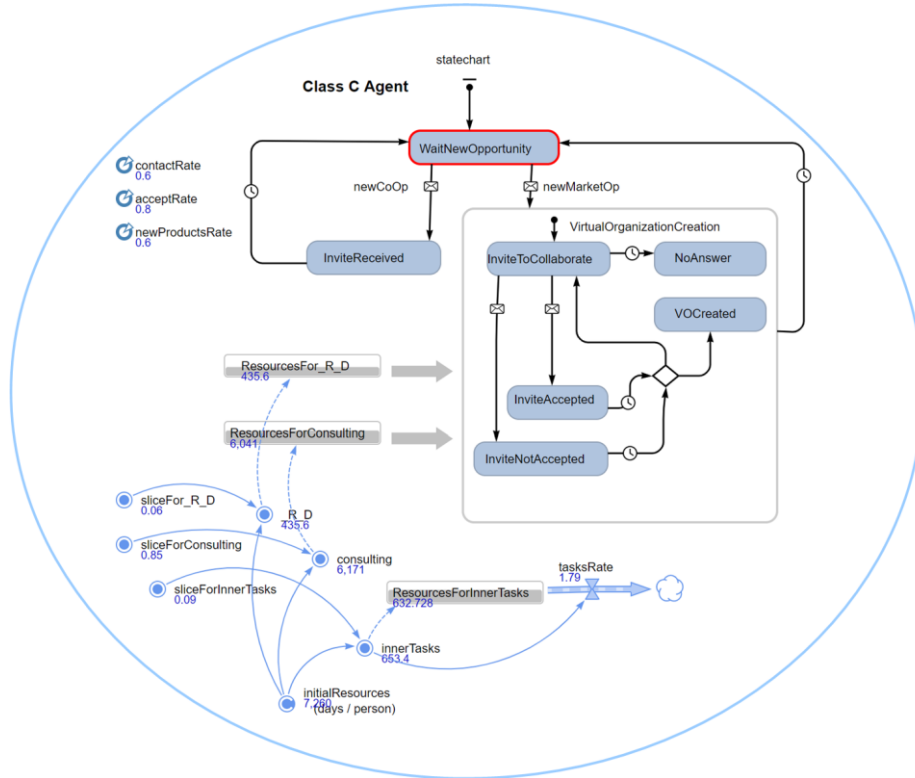 statechart
Class C Agent
WaitNewOpportunity
contactRate
0.6
newCoOp
newMarketOp
acceptRate
0.8
VirtualOrganizationCreation
newProductsRate
0.6
InviteReceived
InviteToCollaborate
NoAnswer
VOCreated
ResourcesFor_R_D
435.6
InviteAccepted
ResourcesForConsulting
6,041
InviteNotAccepted
sliceFor_R_D
0.06
_R_D
435.6
sliceForConsulting
0.85
consulting
6,171
tasksRate
1.79
sliceForInnerTasks
0.09
ResourcesForInnerTasks
632.728
innerTasks
653.4
initialResources
7,260
(days / person)